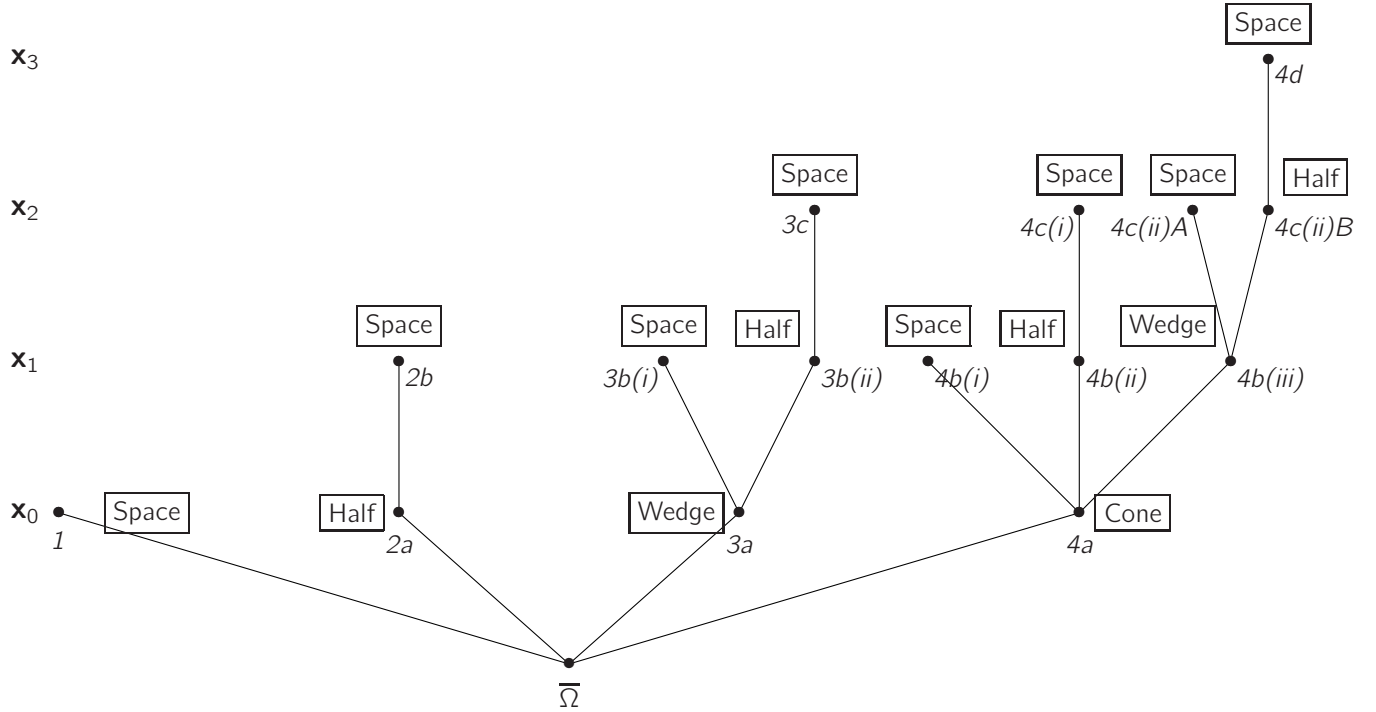 Space
x3
4d
Space Space Space Half
x2
3c 4c(i) 4c(ii)A 4c(ii)B
Space Space Half Space Half Wedge
x1
2b 3b(i) 3b(ii) 4b(i) 4b(ii) 4b(iii)
x0 Space Half Wedge Cone
1 2a 3a 4a
Ω̅